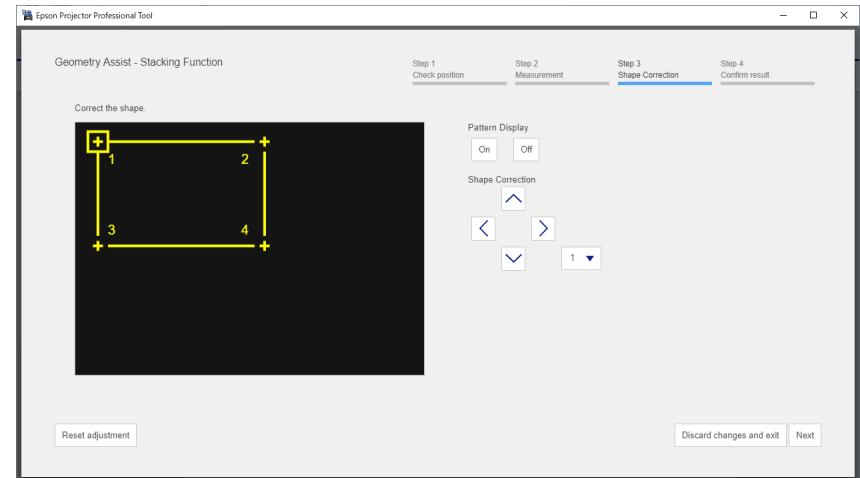 Epson Projector Professional Tool
Geometry Assist - Stacking Function
Step 1
Check position
Step 2
Measurement
Step 3
Shape Correction
Step 4
Confirm result
Correct the shape.
1
2
3
4
Pattern Display
On
Off
Shape Correction
1
Reset adjustment
Discard changes and exit
Next